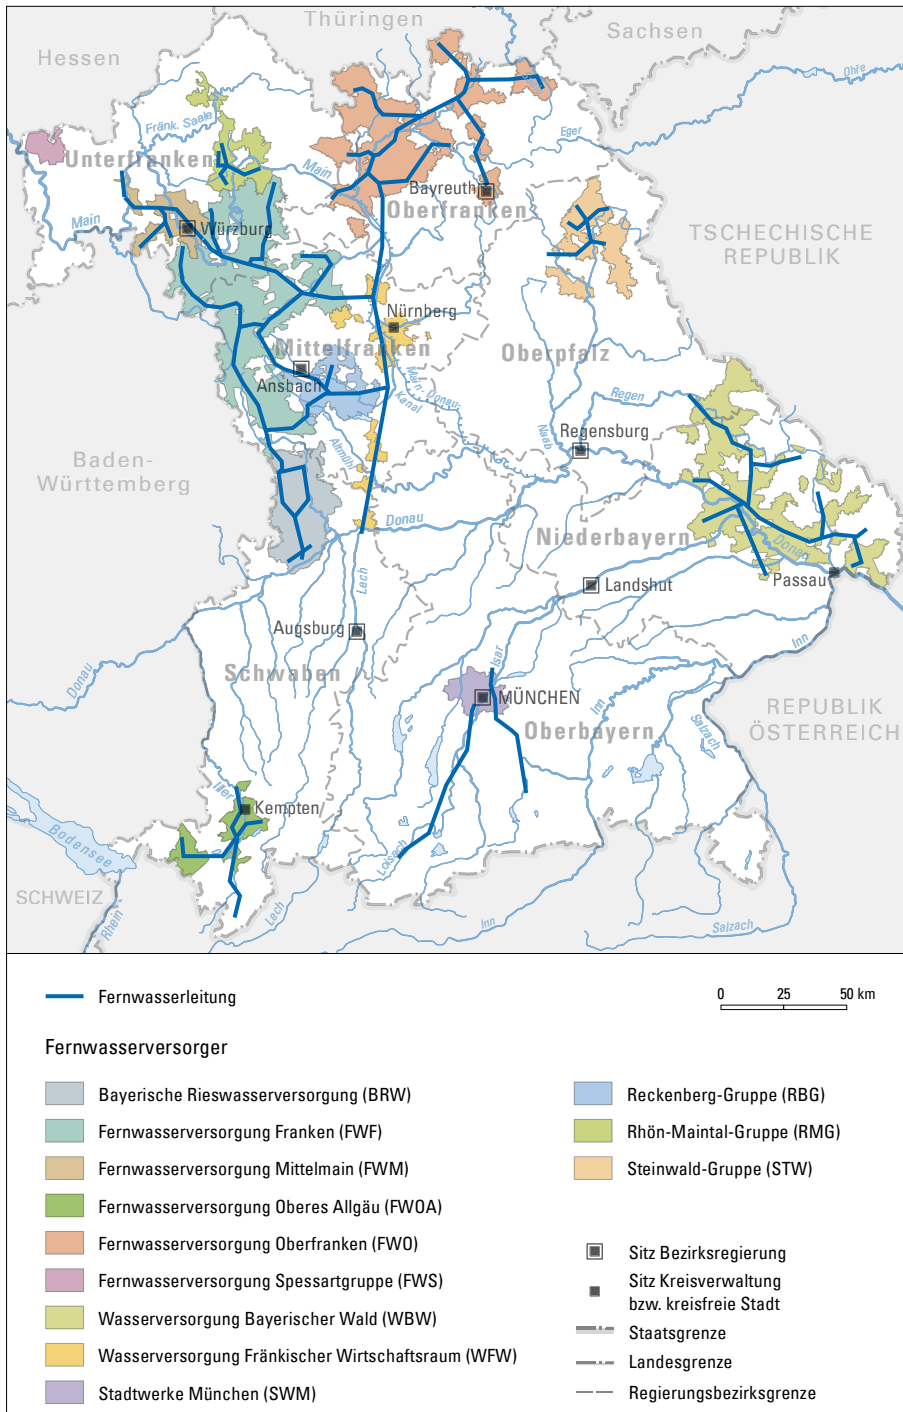 Thüringen
Sachsen
Hessen
Ohre
Fränk. Saale
Eger
Unterfranken
Main
Bayreuth
Oberfranken
Main
Würzburg
TSCHECHISCHE
REPUBLIK
Nürnberg
Mittelfranken
Oberpfalz
Ansbach
Main-Donau-
Kanal
Regen
Altmühl
Naab
Regensburg
Baden-
Württemberg
Donau
Niederbayern
Donau
Lech
Passau
Landshut
Augsburg
Inn
Isar
Schwaben
Donau
MÜNCHEN
Inn
REPUBLIK
ÖSTERREICH
Oberbayern
Salzach
Iller
Kempten
Bodensee
Loisach
SCHWEIZ
Rhein
Lech
Inn
Salzach
Fernwasserleitung
0 25 50 km
Fernwasserversorger
Bayerische Rieswasserversorgung (BRW)
Fernwasserversorgung Franken (FWF)
Fernwasserversorgung Mittelmain (FWM)
Fernwasserversorgung Oberes Allgäu (FWOA)
Fernwasserversorgung Oberfranken (FWO)
Fernwasserversorgung Spessartgruppe (FWS)
Wasserversorgung Bayerischer Wald (WBW)
Wasserversorgung Fränkischer Wirtschaftsraum (WFW)
Stadtwerke München (SWM)
Reckenberg-Gruppe (RBG)
Rhön-Maintal-Gruppe (RMG)
Steinwald-Gruppe (STW)
Sitz Bezirksregierung
Sitz Kreisverwaltung
bzw. kreisfreie Stadt
Staatsgrenze
Landesgrenze
Regierungsbezirksgrenze